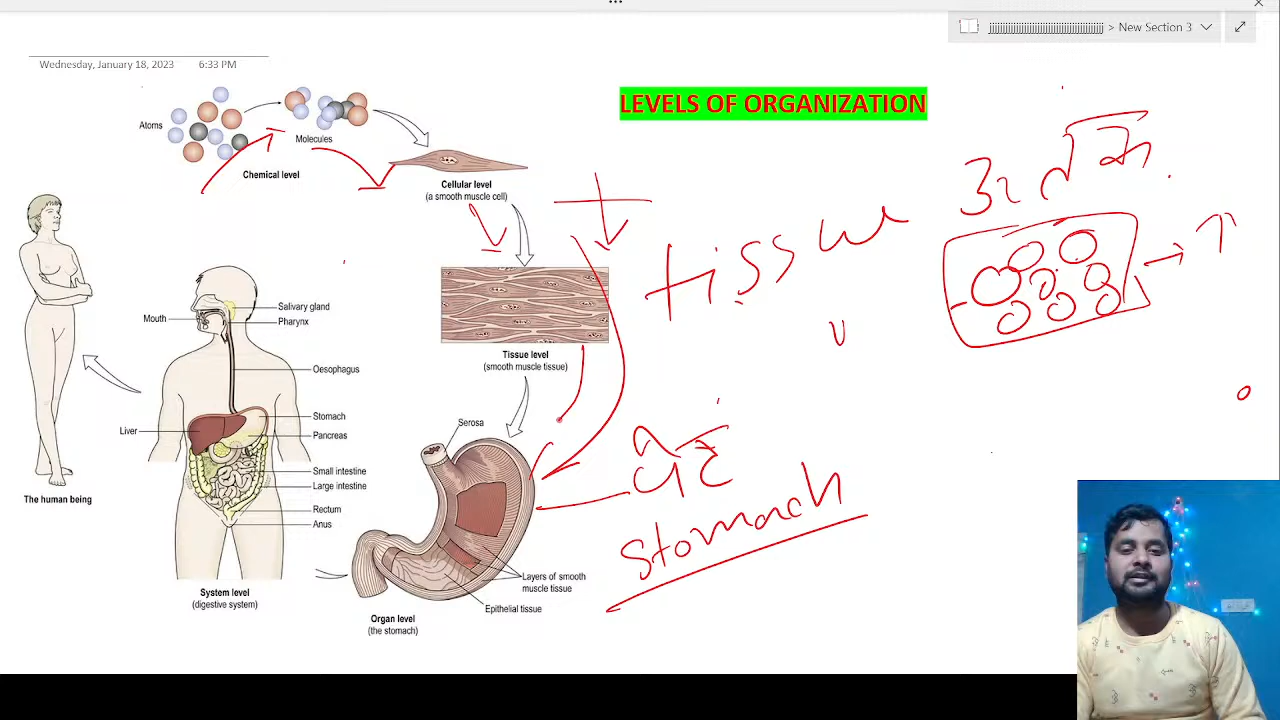 jjjjjjjjjjjjjjjjjjjjjjjjjjjjjjjjjjjjjj > New Section 3
Wednesday, January 18, 2023 6:33 PM
LEVELS OF ORGANIZATION
Atoms
Molecules
Chemical level
Cellular level
(a smooth muscle cell)
tissue
Tissue level
(smooth muscle tissue)
Salivary gland
Mouth
Pharynx
Oesophagus
Stomach
Liver
Pancreas
Small intestine
Large intestine
Rectum
Anus
The human being
System level
(digestive system)
Serosa
Layers of smooth
muscle tissue
Epithelial tissue
Organ level
(the stomach)
पेट
Stomach